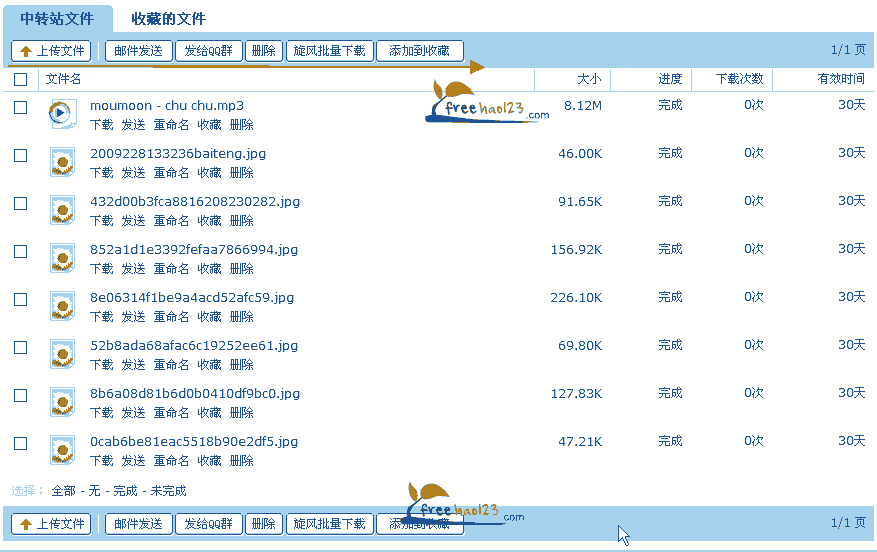 中转站文件 收藏的文件
上传文件 邮件发送 发给QQ群 删除 旋风批量下载 添加到收藏 1/1 页
文件名 大小 进度 下载次数 有效时间
freehao123.com
moumoon - chu chu.mp3 8.12M 完成 0次 30天
下载 发送 重命名 收藏 删除
2009228133236baiteng.jpg 46.00K 完成 0次 30天
下载 发送 重命名 收藏 删除
432d00b3fca8816208230282.jpg 91.65K 完成 0次 30天
下载 发送 重命名 收藏 删除
852a1d1e3392fefaa7866994.jpg 156.92K 完成 0次 30天
下载 发送 重命名 收藏 删除
8e06314f1be9a4acd52afc59.jpg 226.10K 完成 0次 30天
下载 发送 重命名 收藏 删除
52b8ada68afac6c19252ee61.jpg 69.80K 完成 0次 30天
下载 发送 重命名 收藏 删除
8b6a08d81b6d0b0410df9bc0.jpg 127.83K 完成 0次 30天
下载 发送 重命名 收藏 删除
0cab6be81eac5518b90e2df5.jpg 47.21K 完成 0次 30天
下载 发送 重命名 收藏 删除
选择： 全部 - 无 - 完成 - 未完成
freehao123.com
上传文件 邮件发送 发给QQ群 删除 旋风批量下载 添加到收藏 1/1 页